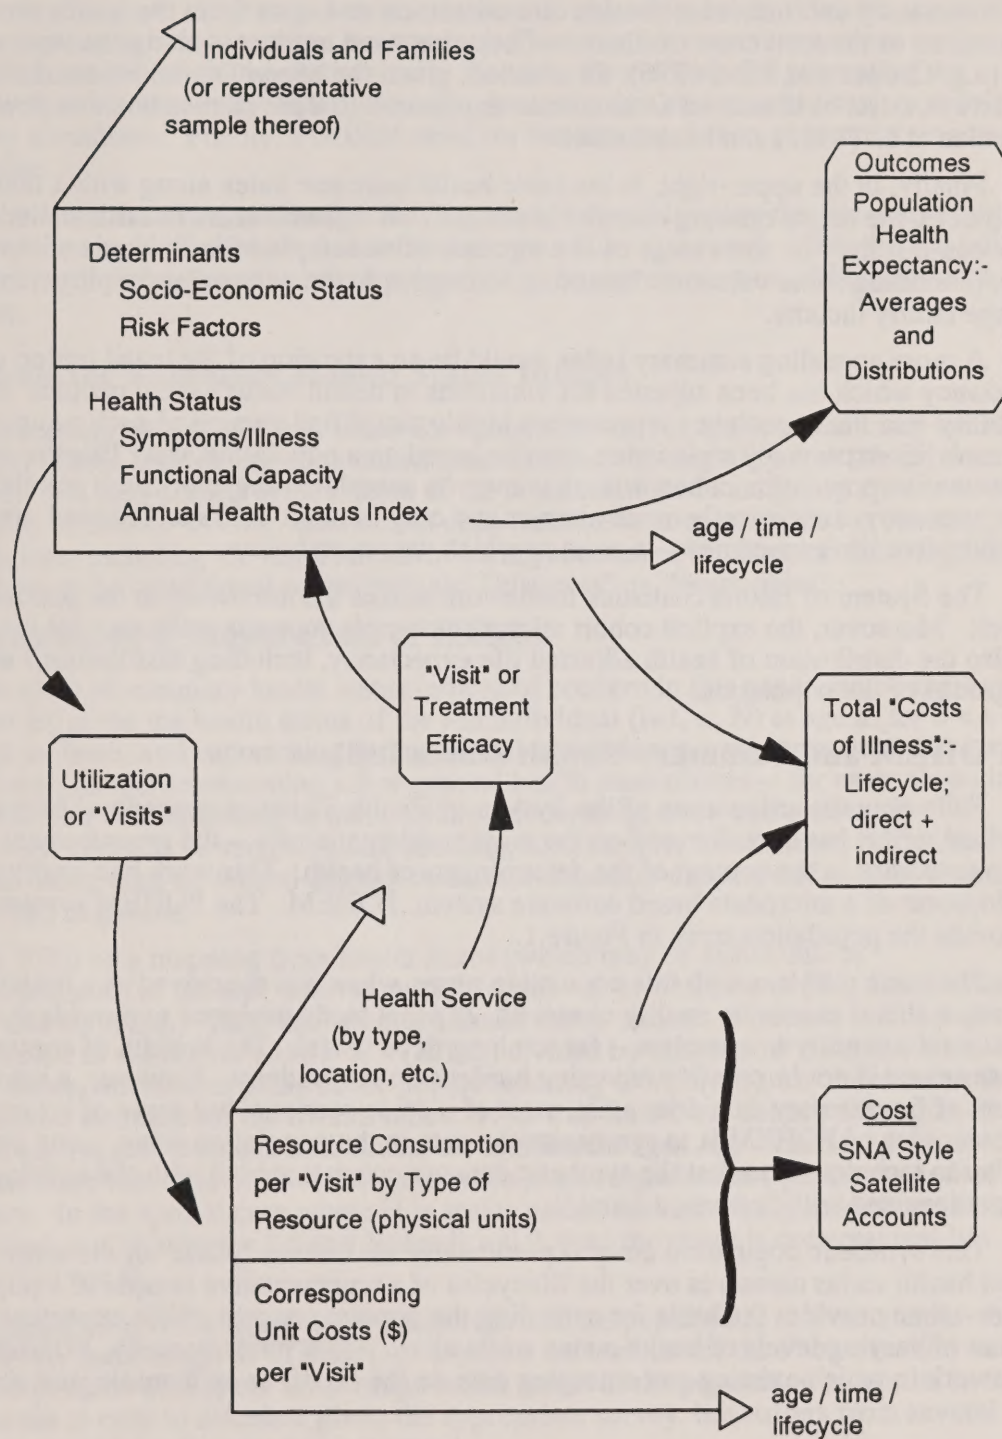 Individuals and Families
(or representative
sample thereof)
Outcomes
Population
Health
Expectancy:-
Averages
and
Distributions
Determinants
Socio-Economic Status
Risk Factors
Health Status
Symptoms/Illness
Functional Capacity
Annual Health Status Index
age / time /
lifecycle
"Visit" or
Treatment
Efficacy
Utilization
or "Visits"
Total "Costs
of Illness":-
Lifecycle;
direct +
indirect
Health Service
(by type,
location, etc.)
Resource Consumption
per "Visit" by Type of
Resource (physical units)
Cost
SNA Style
Satellite
Accounts
Corresponding
Unit Costs ($)
per "Visit"
age / time /
lifecycle